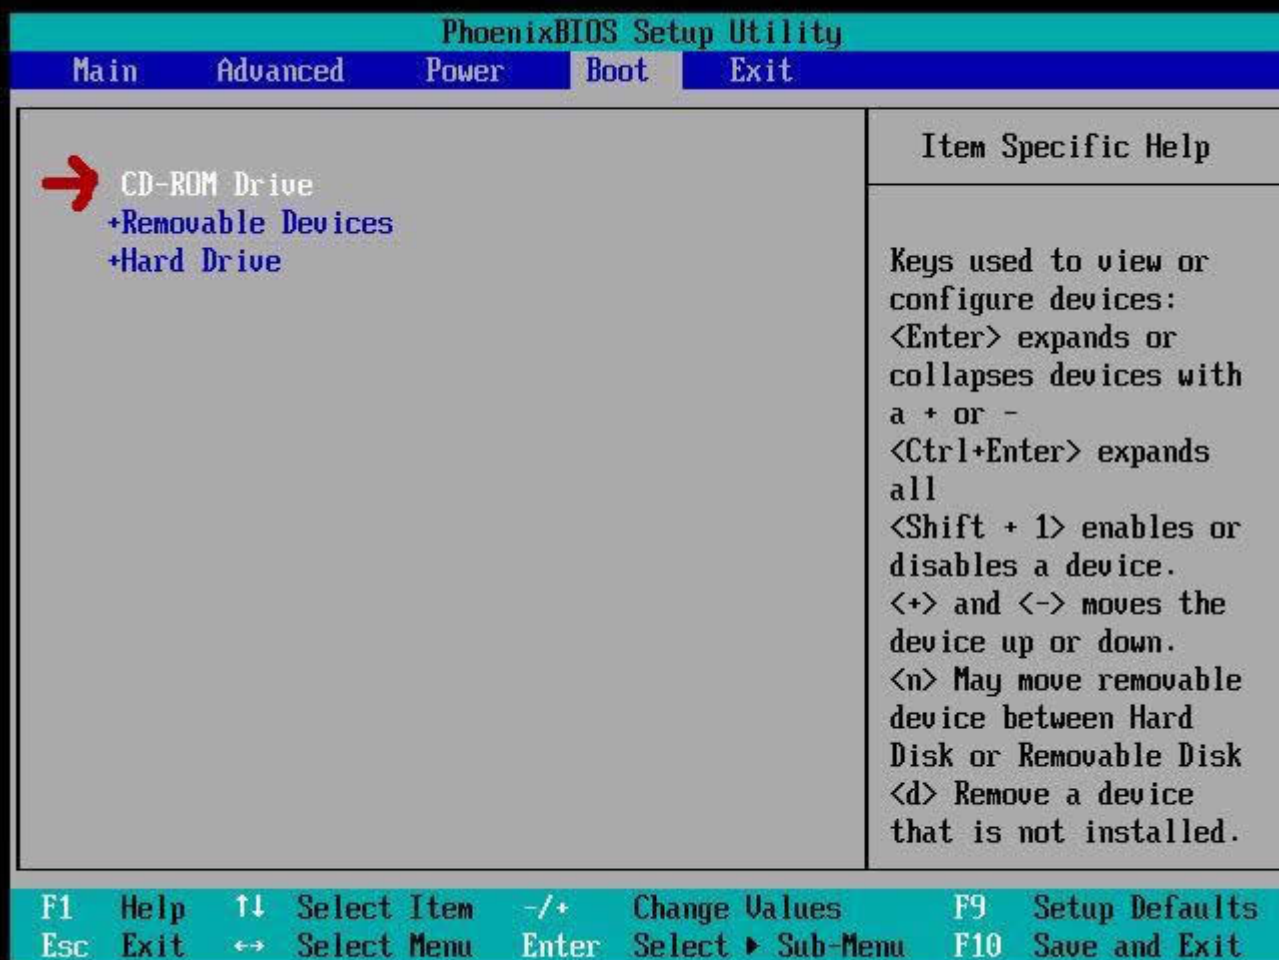 PhoenixBIOS Setup Utility
Main Advanced Power Boot Exit
CD-ROM Drive
+Removable Devices
+Hard Drive
Item Specific Help
Keys used to view or
configure devices:
<Enter> expands or
collapses devices with
a + or -
<Ctrl+Enter> expands
all
<Shift + 1> enables or
disables a device.
<+> and <-> moves the
device up or down.
<n> May move removable
device between Hard
Disk or Removable Disk
<d> Remove a device
that is not installed.
F1 Help ↑↓ Select Item -/+ Change Values F9 Setup Defaults
Esc Exit ↔ Select Menu Enter Select ▶ Sub-Menu F10 Save and Exit